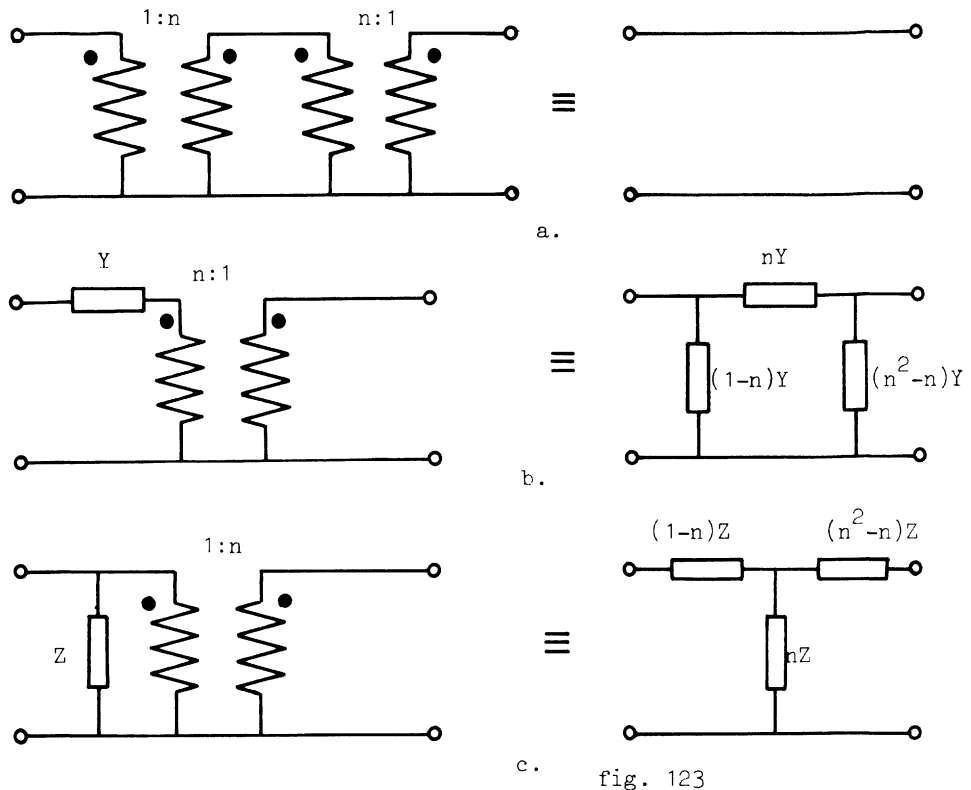 1:n n:1
≡
a.
Y n:1 nY
≡ (1-n)Y (n²-n)Y
b.
1:n (1-n)Z (n²-n)Z
Z ≡ nZ
c. fig. 123